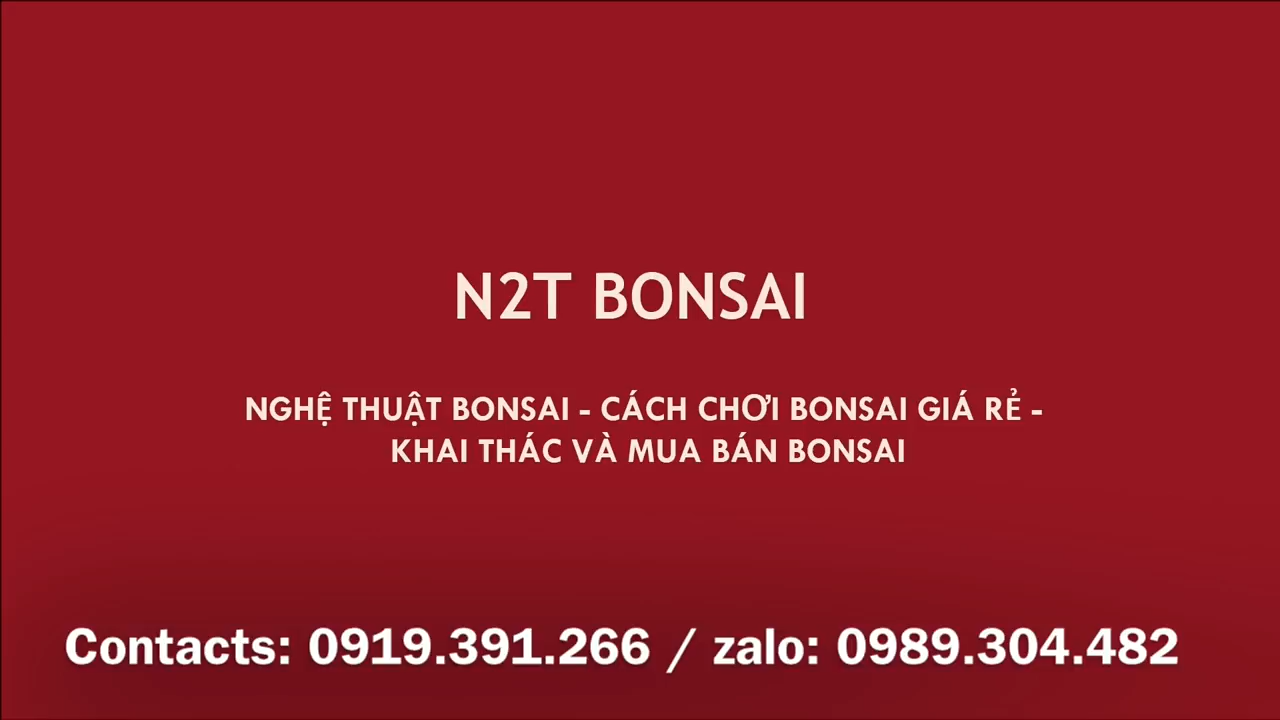 N2T BONSAI
NGHỆ THUẬT BONSAI - CÁCH CHƠI BONSAI GIÁ RẺ -
KHAI THÁC VÀ MUA BÁN BONSAI
Contacts: 0919.391.266 / zalo: 0989.304.482